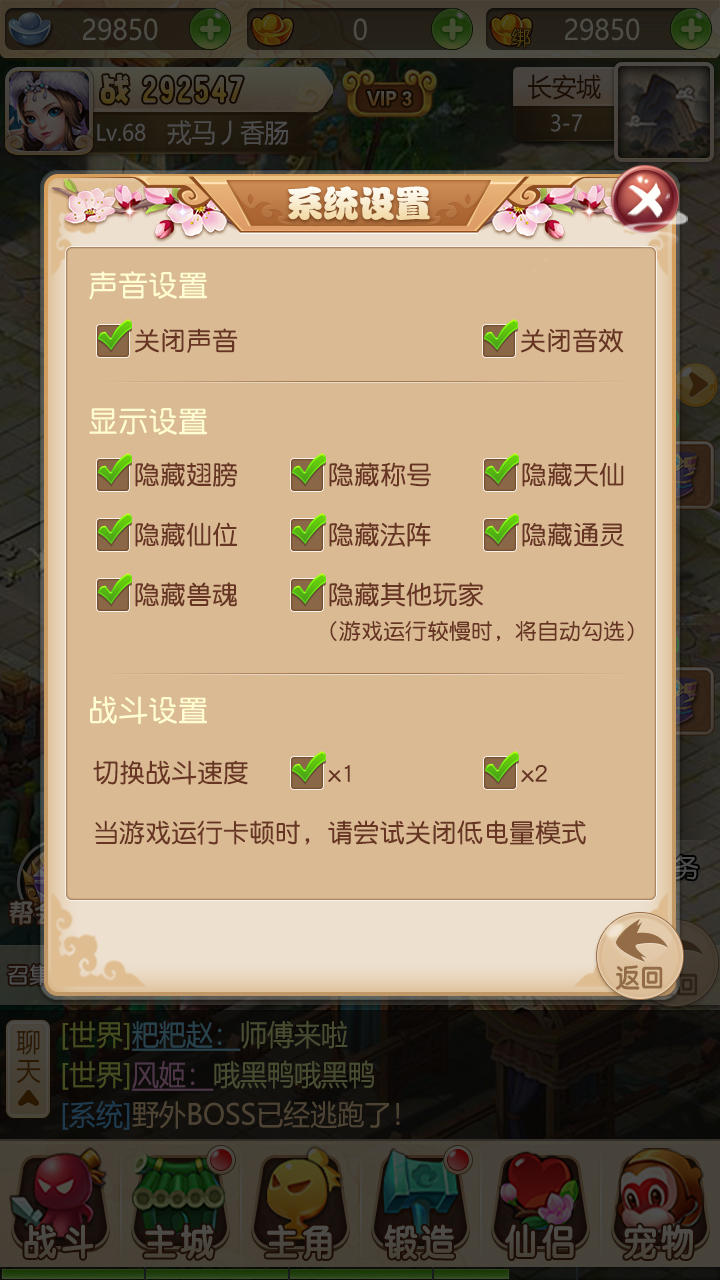 29850
0
绑 29850
战 292547
VIP 3
长安城
Lv.68 戎马丿香肠
3-7
系统设置
声音设置
关闭声音 关闭音效
显示设置
隐藏翅膀 隐藏称号 隐藏天仙
隐藏仙位 隐藏法阵 隐藏通灵
隐藏兽魂 隐藏其他玩家
（游戏运行较慢时，将自动勾选）
战斗设置
切换战斗速度 x1 x2
当游戏运行卡顿时，请尝试关闭低电量模式
务
帮
召集
返回
回
聊天
[世界]粑粑赵：师傅来啦
[世界]风姬：哦黑鸭哦黑鸭
[系统]野外BOSS已经逃跑了！
战斗 主城 主角 锻造 仙侣 宠物